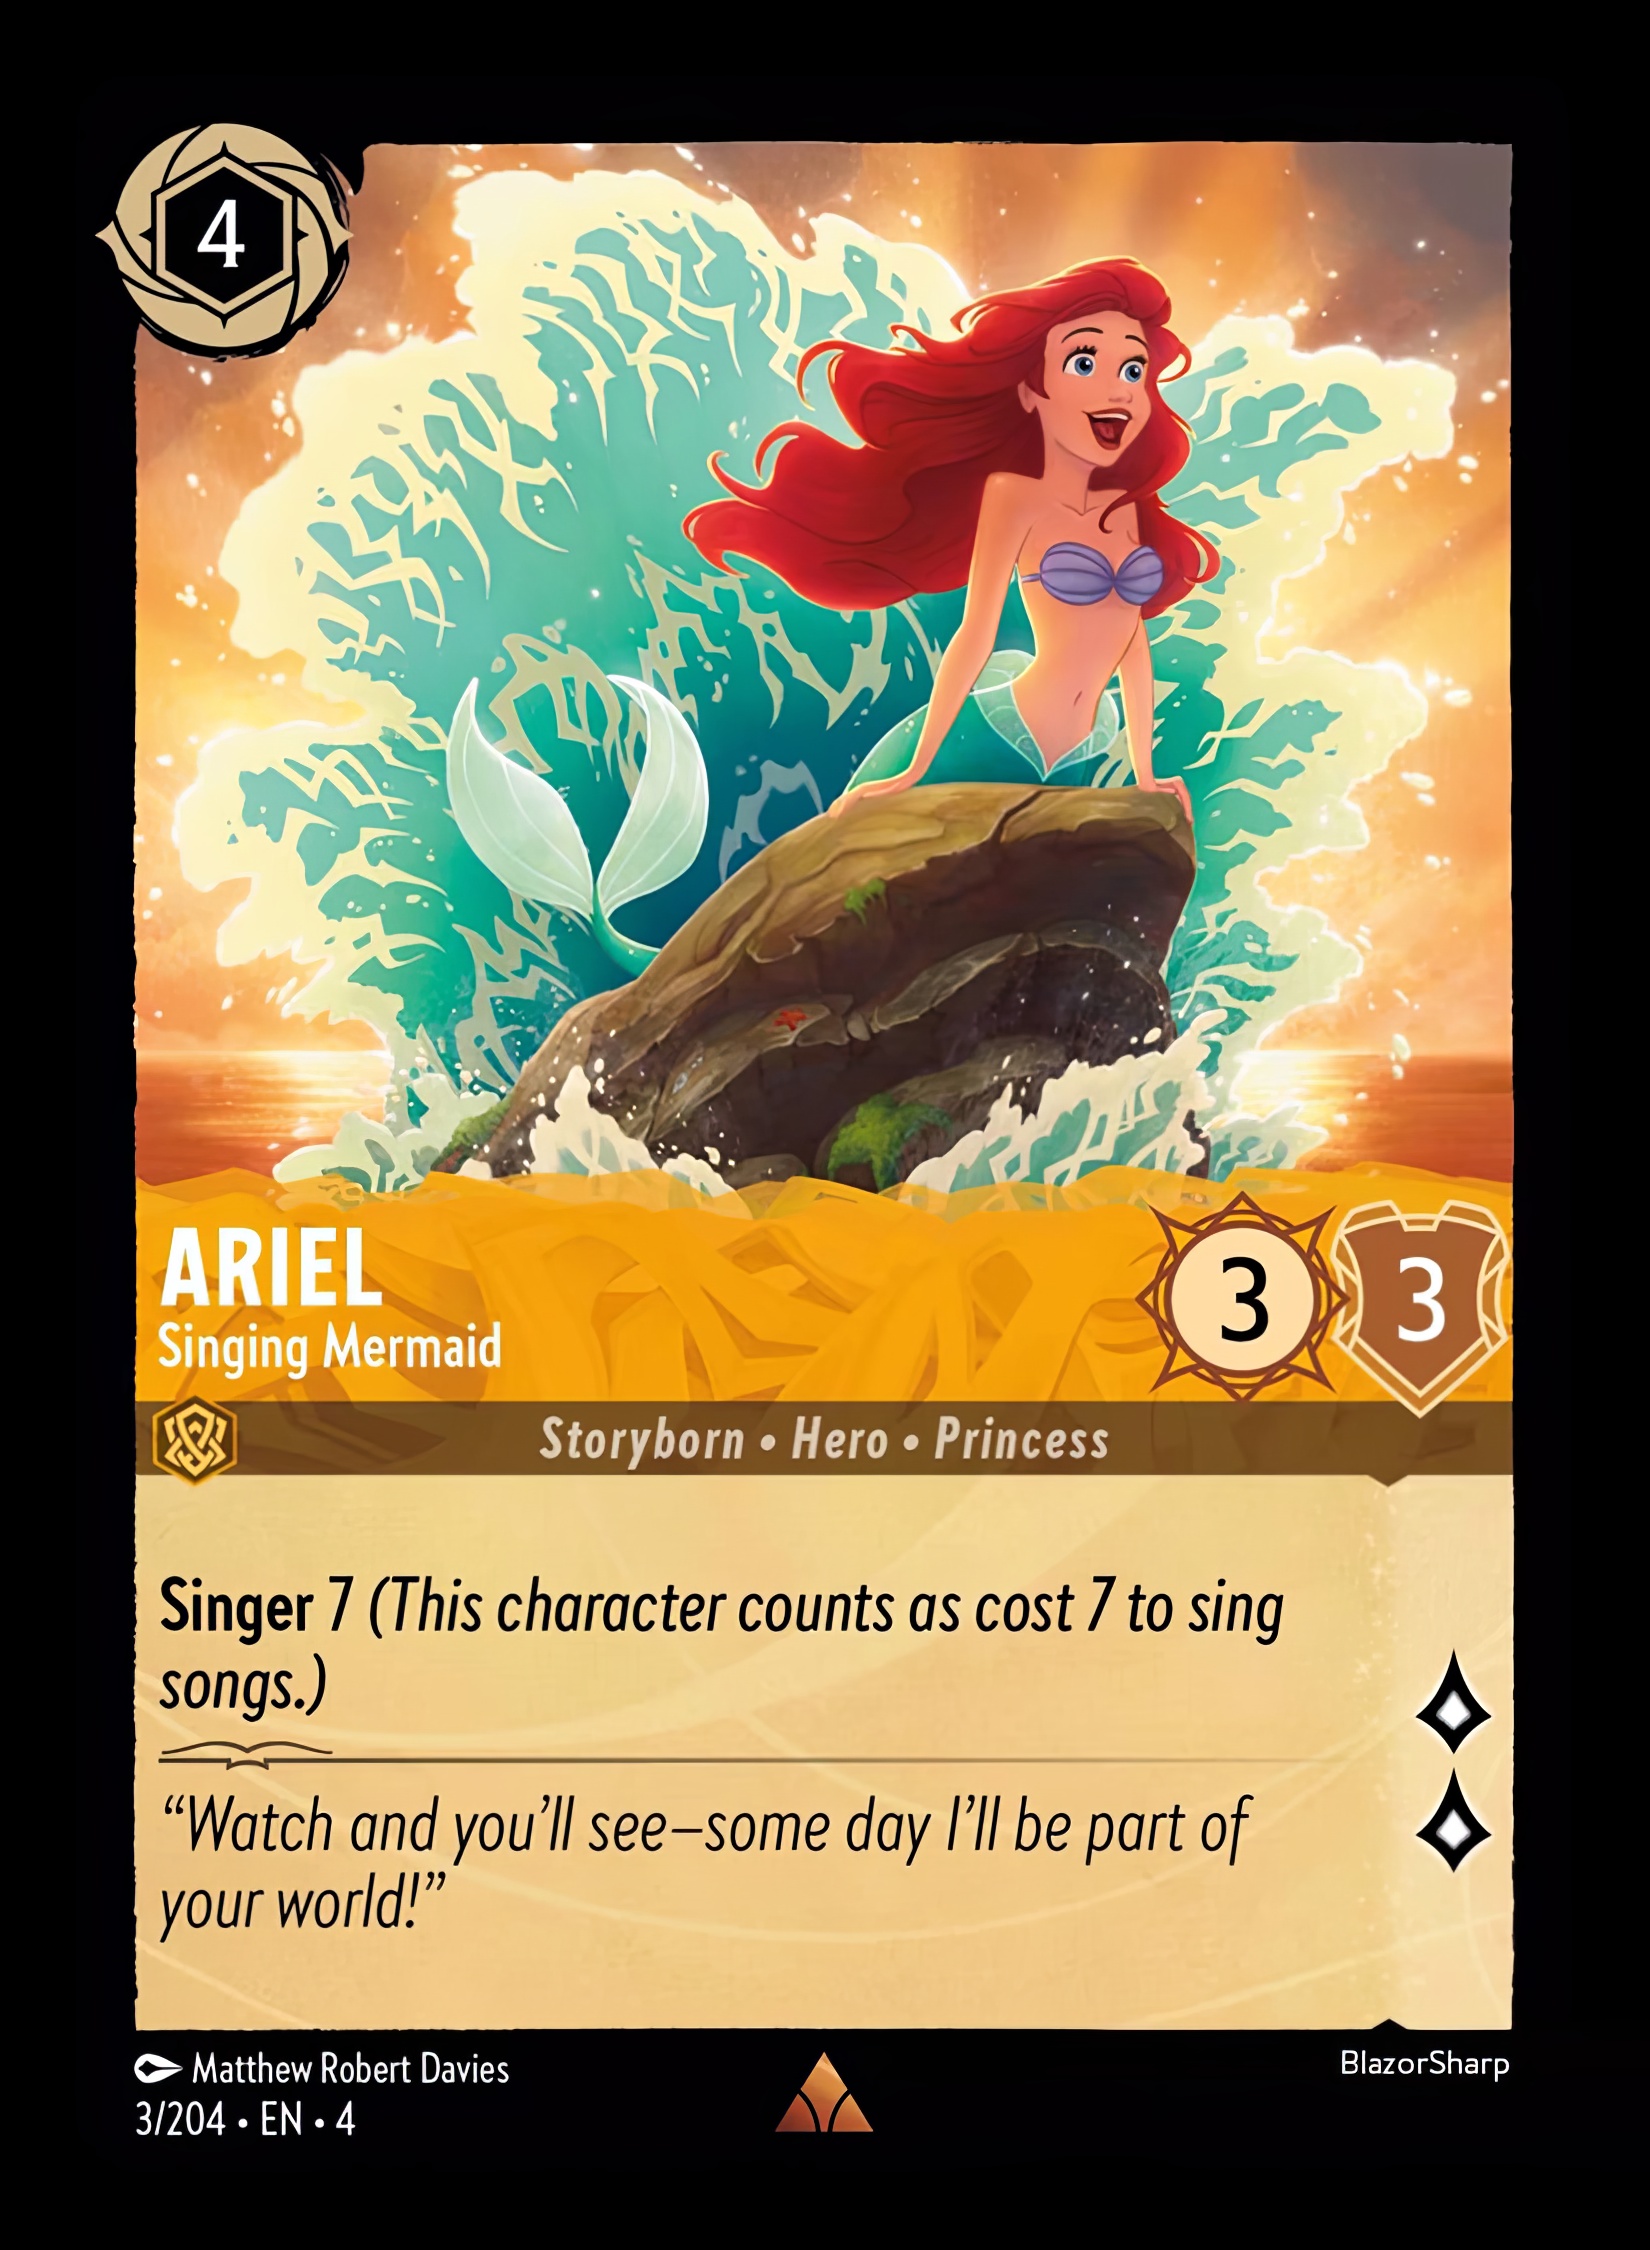 4
ARIEL
Singing Mermaid
3 3
Storyborn • Hero • Princess
Singer 7 (This character counts as cost 7 to sing
songs.)
“Watch and you’ll see–some day I’ll be part of
your world!”
Matthew Robert Davies
BlazorSharp
3/204 • EN • 4